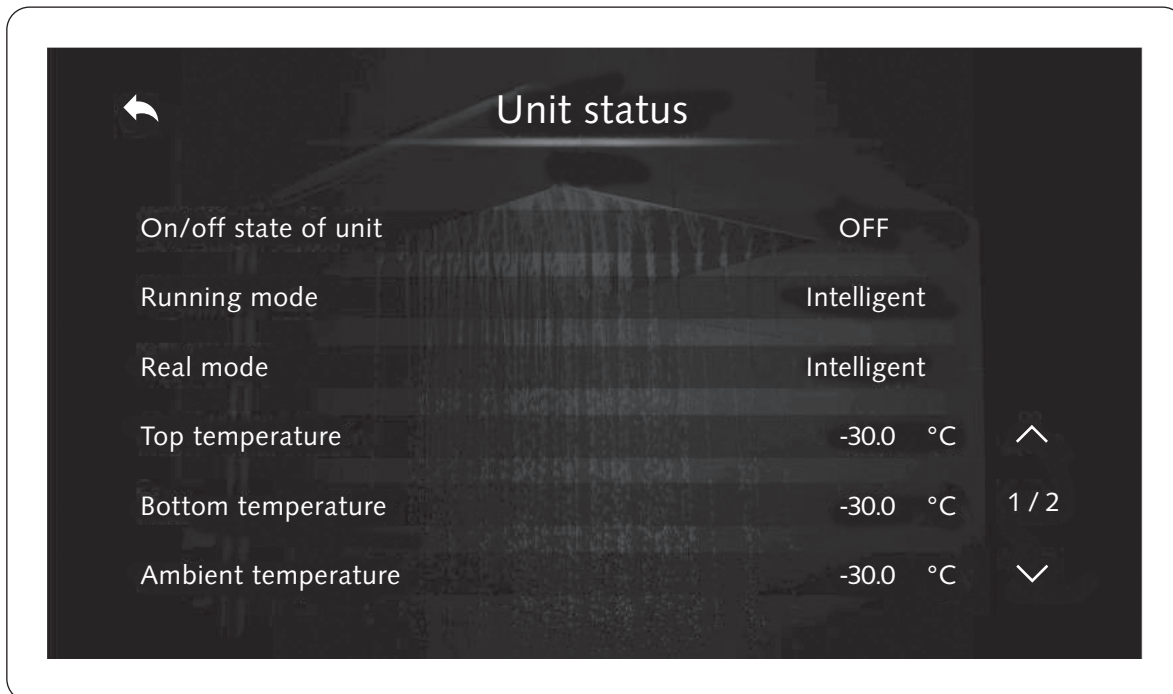 Unit status
On/off state of unit OFF
Running mode Intelligent
Real mode Intelligent
Top temperature -30.0 °C
Bottom temperature -30.0 °C 1 / 2
Ambient temperature -30.0 °C